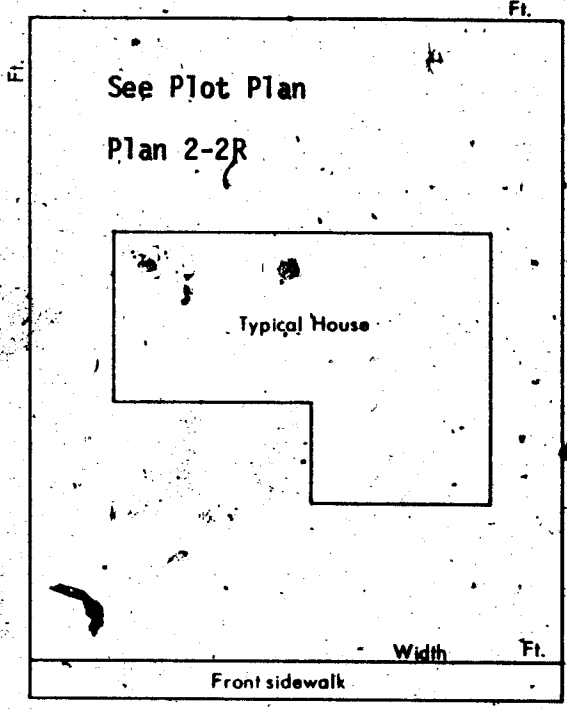 Ft.
Ft.
See Plot Plan
Plan 2-2R
Typical House
Width Ft.
Front sidewalk